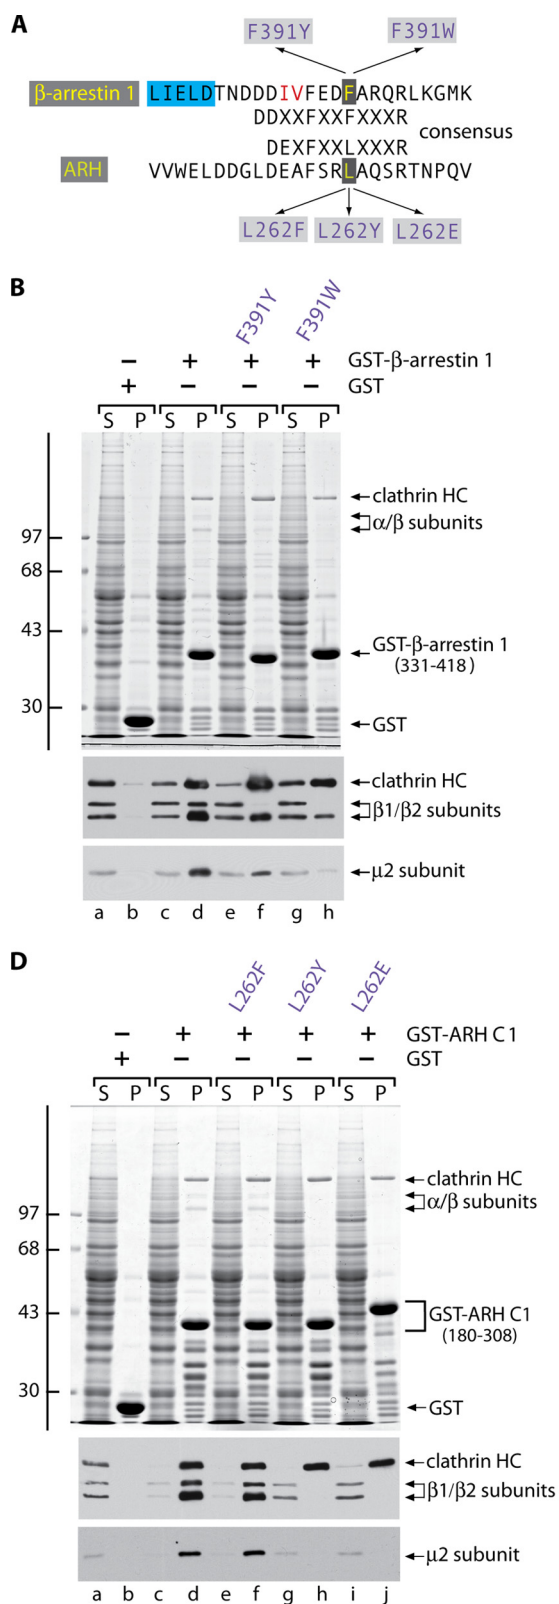 A
F391Y F391W
β-arrestin 1 LIELDTNDDDIVFEDFARQRLKGMK
DDXXFXXFXXXR
consensus
DEXFXXLXXXR
ARH VVWELDDGLDEAFSRLAQSRTNPQV
L262F L262Y L262E
B
F391Y F391W
− + + + GST-β-arrestin 1
+ − − − GST
S P S P S P S P
clathrin HC
α/β subunits
97
68
43
GST-β-arrestin 1
(331-418)
30
GST
clathrin HC
β1/β2 subunits
μ2 subunit
a b c d e f g h
D
L262F L262Y L262E
− + + + + GST-ARH C1
+ − − − − GST
S P S P S P S P S P
clathrin HC
α/β subunits
97
68
43
GST-ARH C1
(180-308)
30
GST
clathrin HC
β1/β2 subunits
μ2 subunit
a b c d e f g h i j